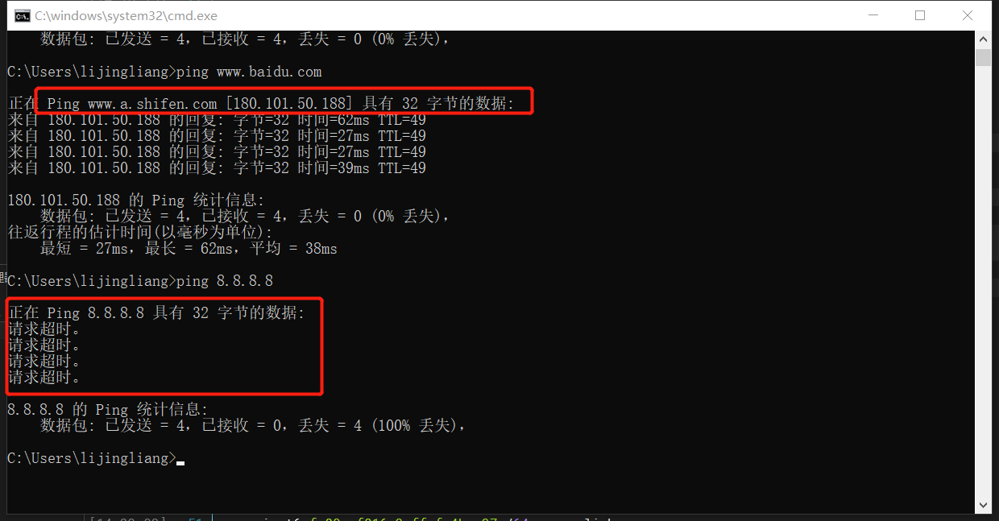 C:\windows\system32\cmd.exe
数据包: 已发送 = 4，已接收 = 4，丢失 = 0 (0% 丢失)，
C:\Users\lijingliang>ping www.baidu.com
正在 Ping www.a.shifen.com [180.101.50.188] 具有 32 字节的数据:
来自 180.101.50.188 的回复: 字节=32 时间=62ms TTL=49
来自 180.101.50.188 的回复: 字节=32 时间=27ms TTL=49
来自 180.101.50.188 的回复: 字节=32 时间=27ms TTL=49
来自 180.101.50.188 的回复: 字节=32 时间=39ms TTL=49
180.101.50.188 的 Ping 统计信息:
数据包: 已发送 = 4，已接收 = 4，丢失 = 0 (0% 丢失)，
往返行程的估计时间(以毫秒为单位):
最短 = 27ms，最长 = 62ms，平均 = 38ms
C:\Users\lijingliang>ping 8.8.8.8
正在 Ping 8.8.8.8 具有 32 字节的数据:
请求超时。
请求超时。
请求超时。
请求超时。
8.8.8.8 的 Ping 统计信息:
数据包: 已发送 = 4，已接收 = 0，丢失 = 4 (100% 丢失)，
C:\Users\lijingliang>